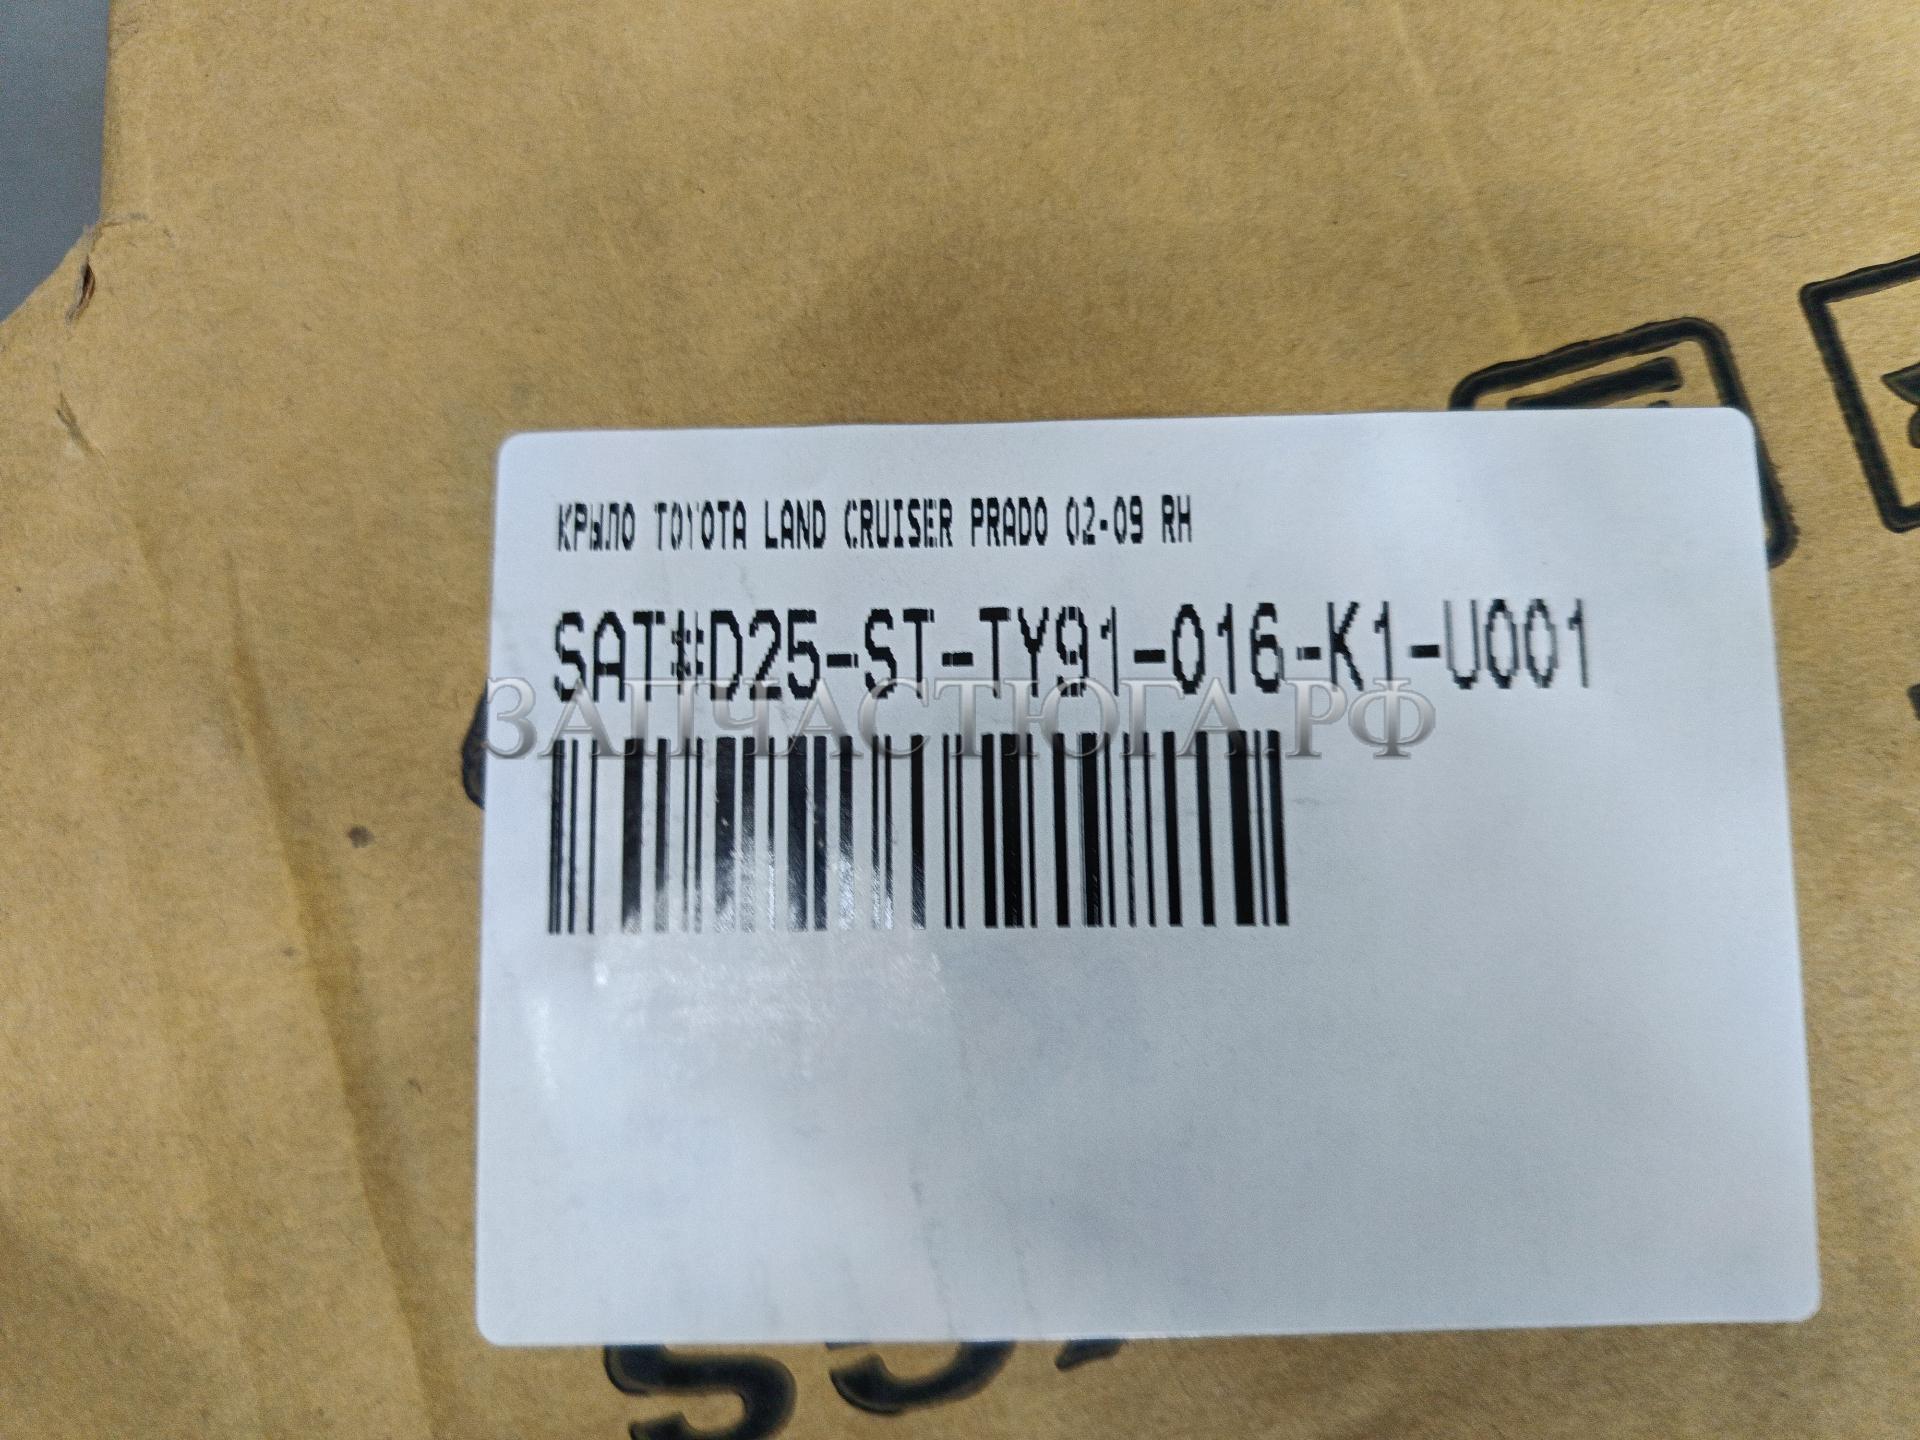 КРЫЛО TOYOTA LAND CRUISER PRADO 02-09 RH
SAT#D25-ST-TY91-016-K1-U001
ЗАПЧАСТЮГА.РФ